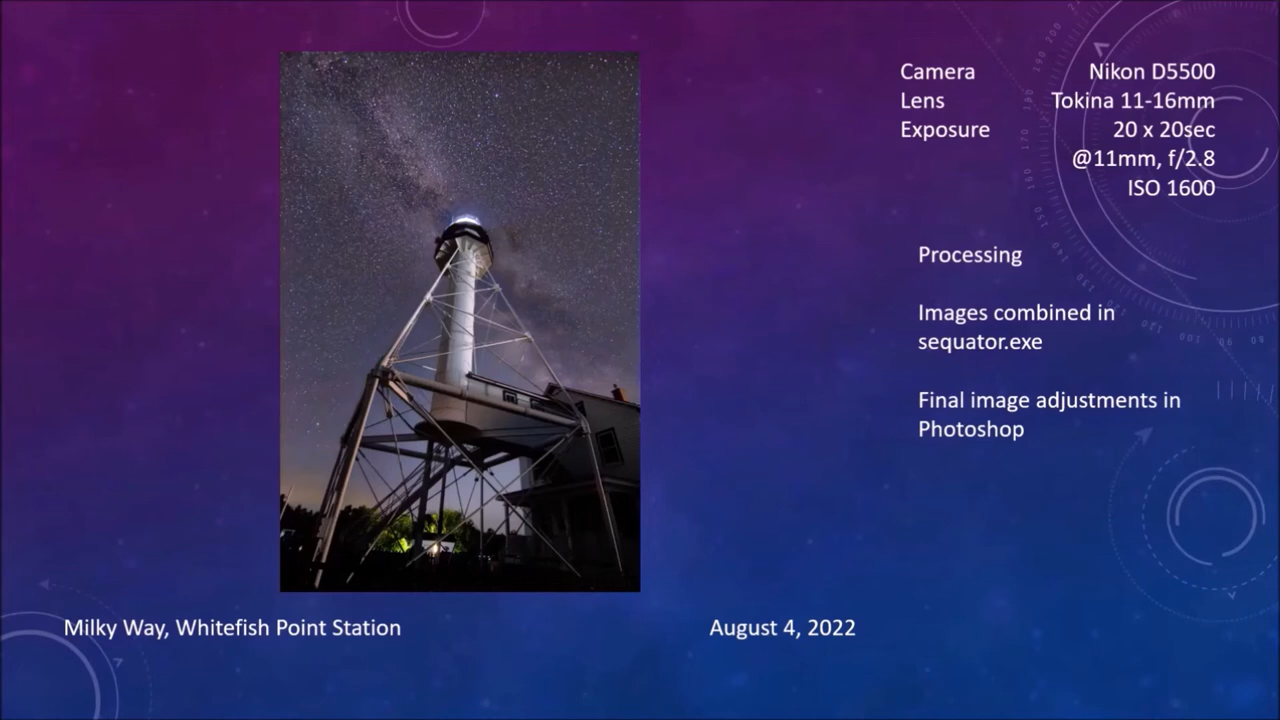 Camera Nikon D5500
Lens Tokina 11-16mm
Exposure 20 x 20sec
@11mm, f/2.8
ISO 1600
Processing
Images combined in
sequator.exe
Final image adjustments in
Photoshop
Milky Way, Whitefish Point Station
August 4, 2022